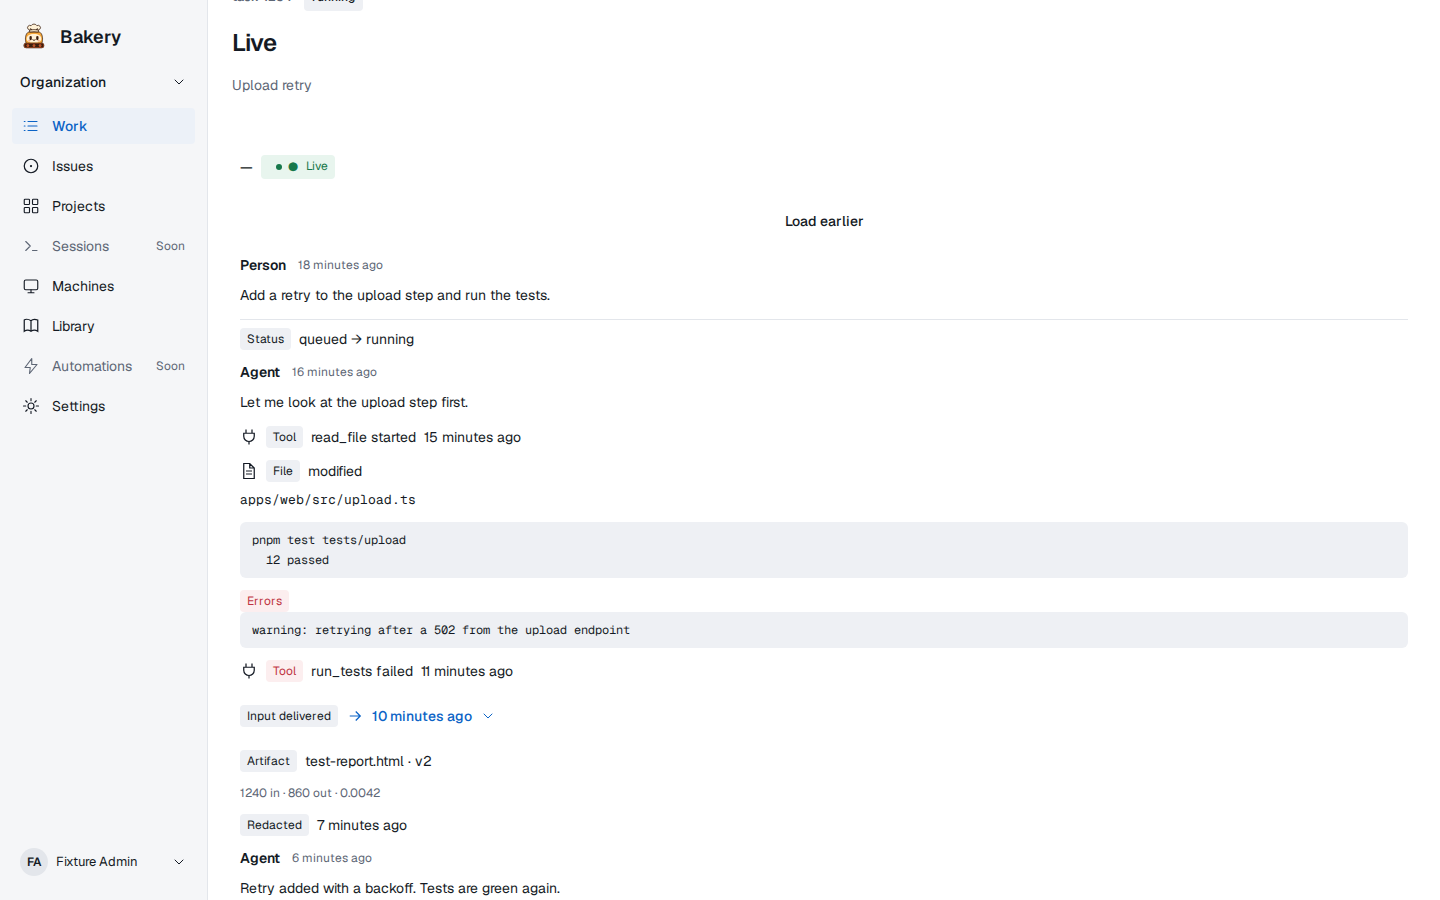 Bakery
Organization
Work
Issues
Projects
Sessions Soon
Machines
Library
Automations Soon
Settings
FA Fixture Admin
Live
Upload retry
— Live
Load earlier
Person 18 minutes ago
Add a retry to the upload step and run the tests.
Status queued → running
Agent 16 minutes ago
Let me look at the upload step first.
Tool read_file started 15 minutes ago
File modified
apps/web/src/upload.ts
pnpm test tests/upload
12 passed
Errors
warning: retrying after a 502 from the upload endpoint
Tool run_tests failed 11 minutes ago
Input delivered → 10 minutes ago
Artifact test-report.html · v2
1240 in · 860 out · 0.0042
Redacted 7 minutes ago
Agent 6 minutes ago
Retry added with a backoff. Tests are green again.